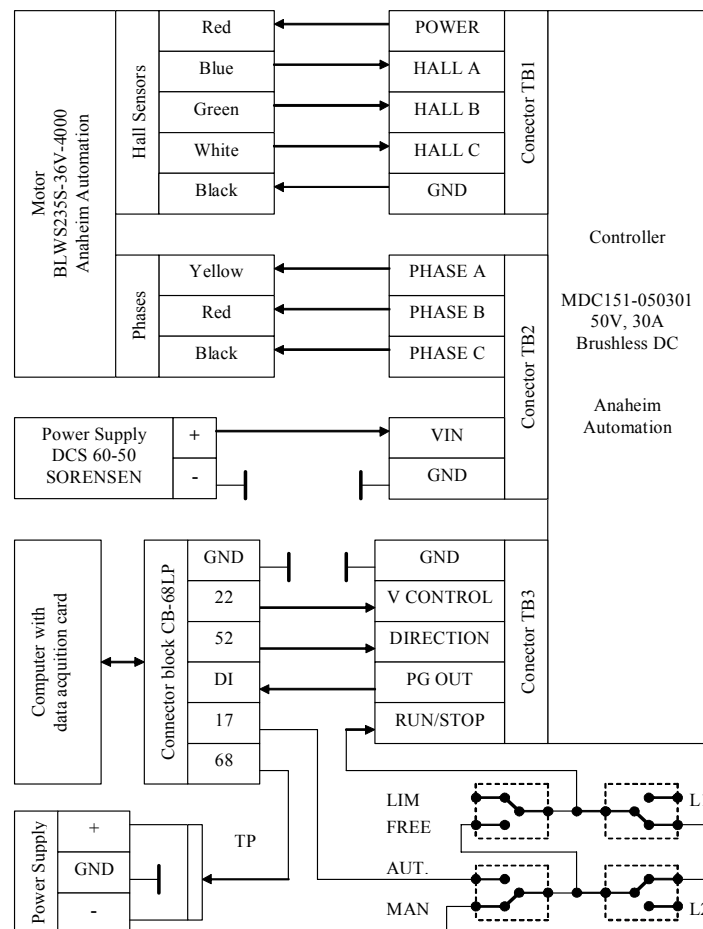 Red
Blue
Green
White
Black
Hall Sensors
Motor
BLWS235S-36V-4000
Anaheim Automation
POWER
HALL A
HALL B
HALL C
GND
Conector TB1
Yellow
Red
Black
Phases
PHASE A
PHASE B
PHASE C
VIN
GND
Conector TB2
Controller
MDC151-050301
50V, 30A
Brushless DC
Anaheim
Automation
Power Supply
DCS 60-50
SORENSEN
+
-
Computer with
data acquition card
Connector block CB-68LP
GND
22
52
DI
17
68
GND
V CONTROL
DIRECTION
PG OUT
RUN/STOP
Conector TB3
Power Supply
+
GND
-
TP
LIM
FREE
AUT.
MAN